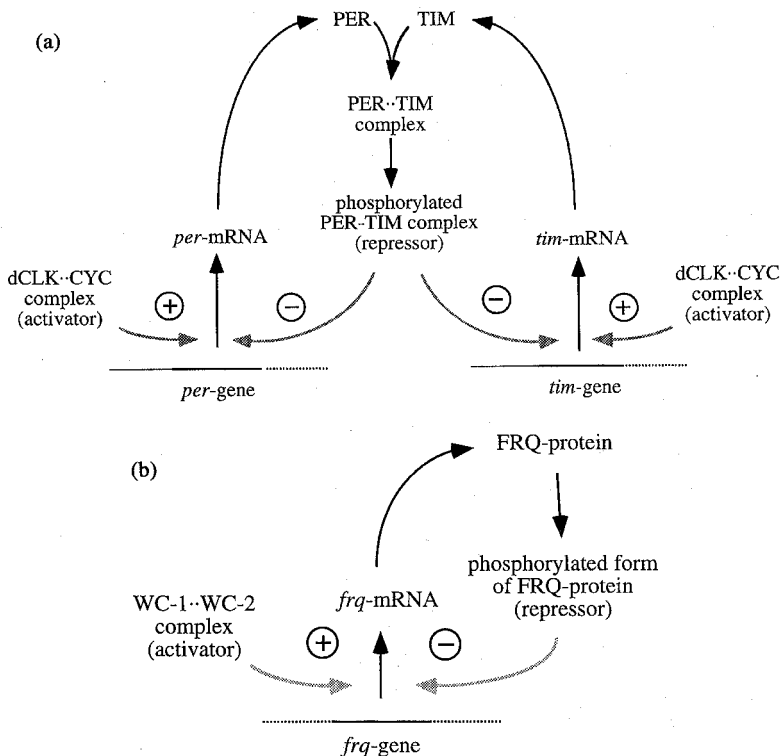 (a)
PER
TIM
PER··TIM
complex
phosphorylated
PER-TIM complex
(repressor)
per-mRNA
tim-mRNA
dCLK··CYC
complex
(activator)
+
−
−
+
dCLK··CYC
complex
(activator)
per-gene
tim-gene
(b)
FRQ-protein
phosphorylated form
of FRQ-protein
(repressor)
WC-1··WC-2
complex
(activator)
frq-mRNA
+
−
frq-gene